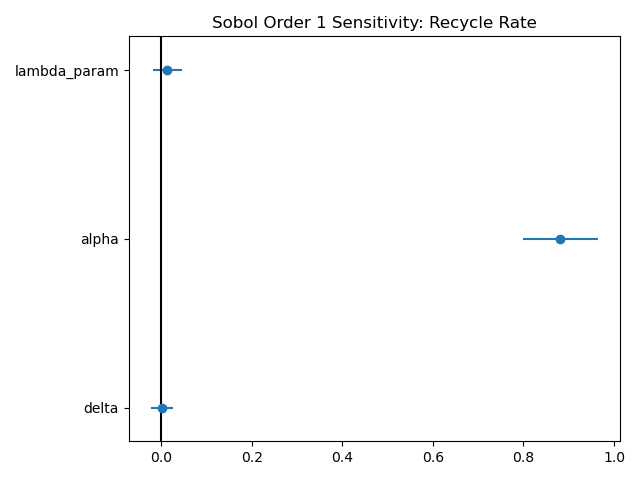 Sobol Order 1 Sensitivity: Recycle Rate
lambda_param
alpha
delta
0.0 0.2 0.4 0.6 0.8 1.0